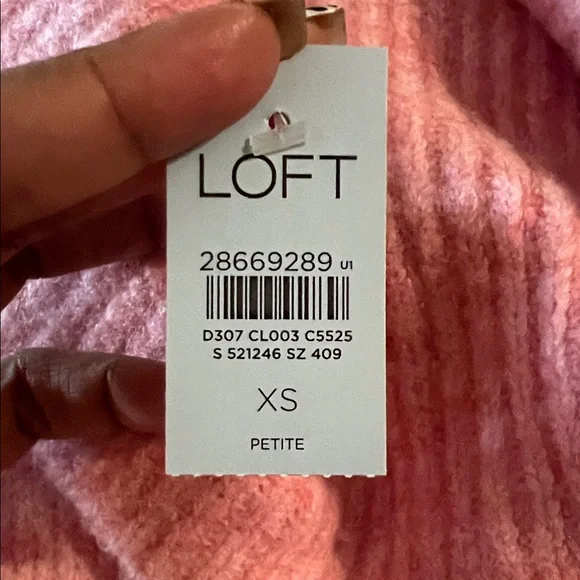 LOFT
28669289 U1
D307 CL003 C5525
S 521246 SZ 409
XS
PETITE